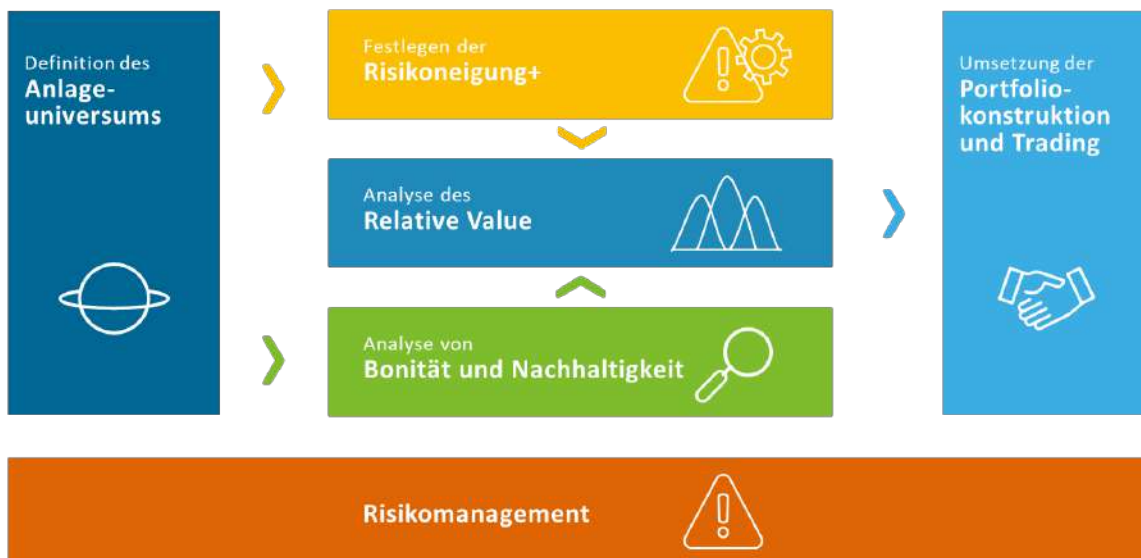 Definition des
Anlage-
universums
Festlegen der
Risikoneigung+
Analyse des
Relative Value
Analyse von
Bonität und Nachhaltigkeit
Umsetzung der
Portfolio-
konstruktion
und Trading
Risikomanagement